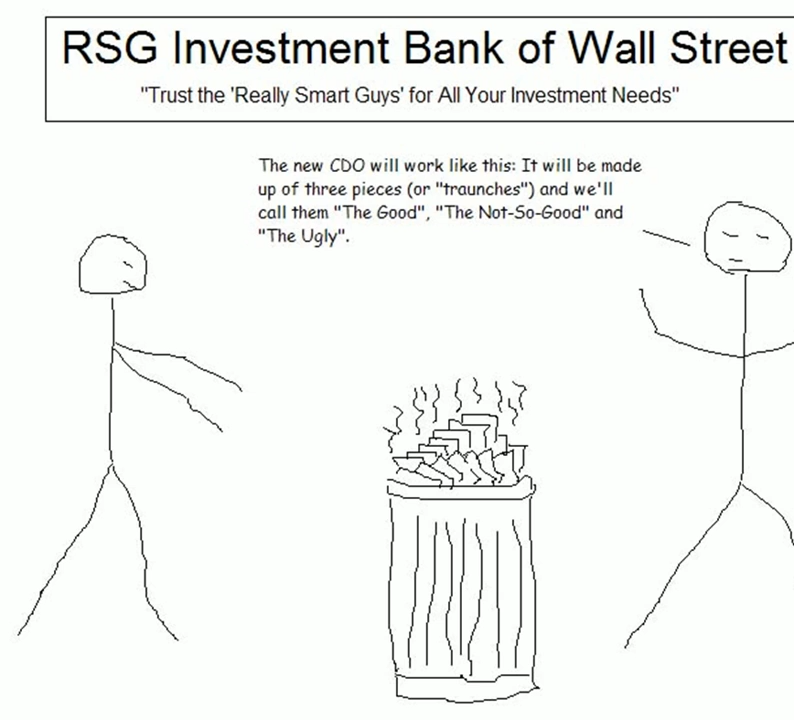 RSG Investment Bank of Wall Street
"Trust the 'Really Smart Guys' for All Your Investment Needs"
The new CDO will work like this: It will be made
up of three pieces (or "traunches") and we'll
call them "The Good", "The Not-So-Good" and
"The Ugly".